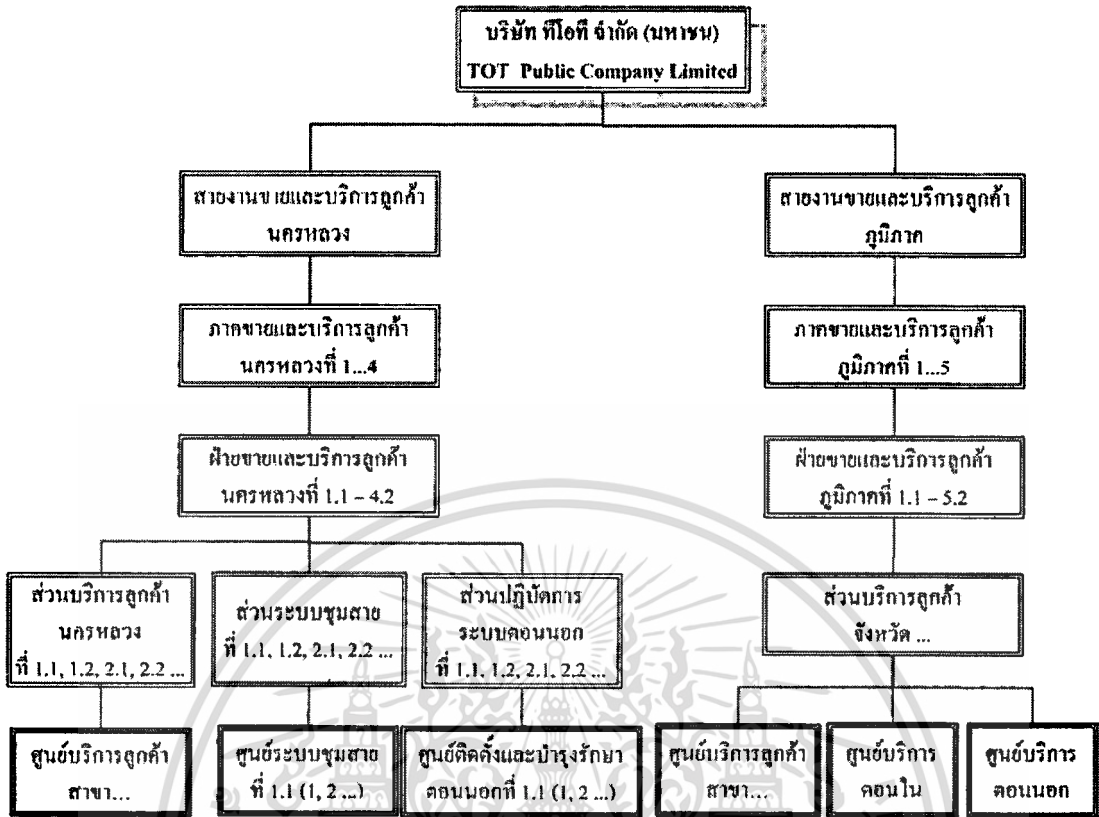 บริษัท ทีโอที จำกัด (มหาชน)
TOT Public Company Limited
สายงานขายและบริการลูกค้า
นครหลวง
สายงานขายและบริการลูกค้า
ภูมิภาค
ภาคขายและบริการลูกค้า
นครหลวงที่ 1...4
ภาคขายและบริการลูกค้า
ภูมิภาคที่ 1...5
ฝ่ายขายและบริการลูกค้า
นครหลวงที่ 1.1 – 4.2
ฝ่ายขายและบริการลูกค้า
ภูมิภาคที่ 1.1 – 5.2
ส่วนบริการลูกค้า
นครหลวง
ที่ 1.1, 1.2, 2.1, 2.2 ...
ส่วนระบบชุมสาย
ที่ 1.1, 1.2, 2.1, 2.2 ...
ส่วนปฏิบัติการ
ระบบตอนนอก
ที่ 1.1, 1.2, 2.1, 2.2 ...
ส่วนบริการลูกค้า
จังหวัด ...
ศูนย์บริการลูกค้า
สาขา...
ศูนย์ระบบชุมสาย
ที่ 1.1 (1, 2 ...)
ศูนย์ติดตั้งและบำรุงรักษา
ตอนนอกที่ 1.1 (1, 2 ...)
ศูนย์บริการลูกค้า
สาขา...
ศูนย์บริการ
ตอนใน
ศูนย์บริการ
ตอนนอก